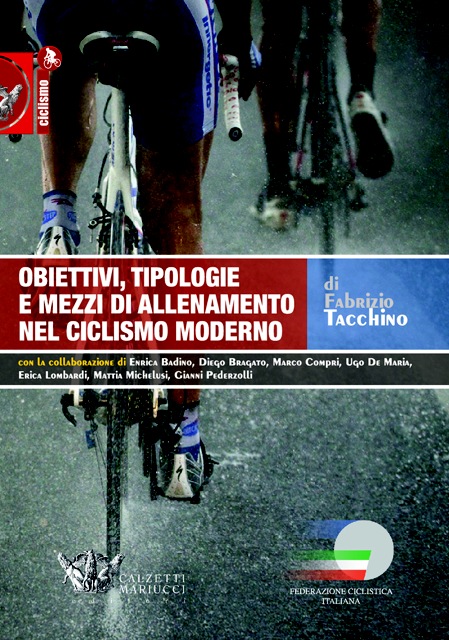 ciclismo
OBIETTIVI, TIPOLOGIE
E MEZZI DI ALLENAMENTO
NEL CICLISMO MODERNO
di
Fabrizio
Tacchino
con la collaborazione di Enrica Badino, Diego Bragato, Marco Compri, Ugo De Maria,
Erica Lombardi, Mattia Michelusi, Gianni Pederzolli
CALZETTI
MARIUCCI
FEDERAZIONE CICLISTICA
ITALIANA